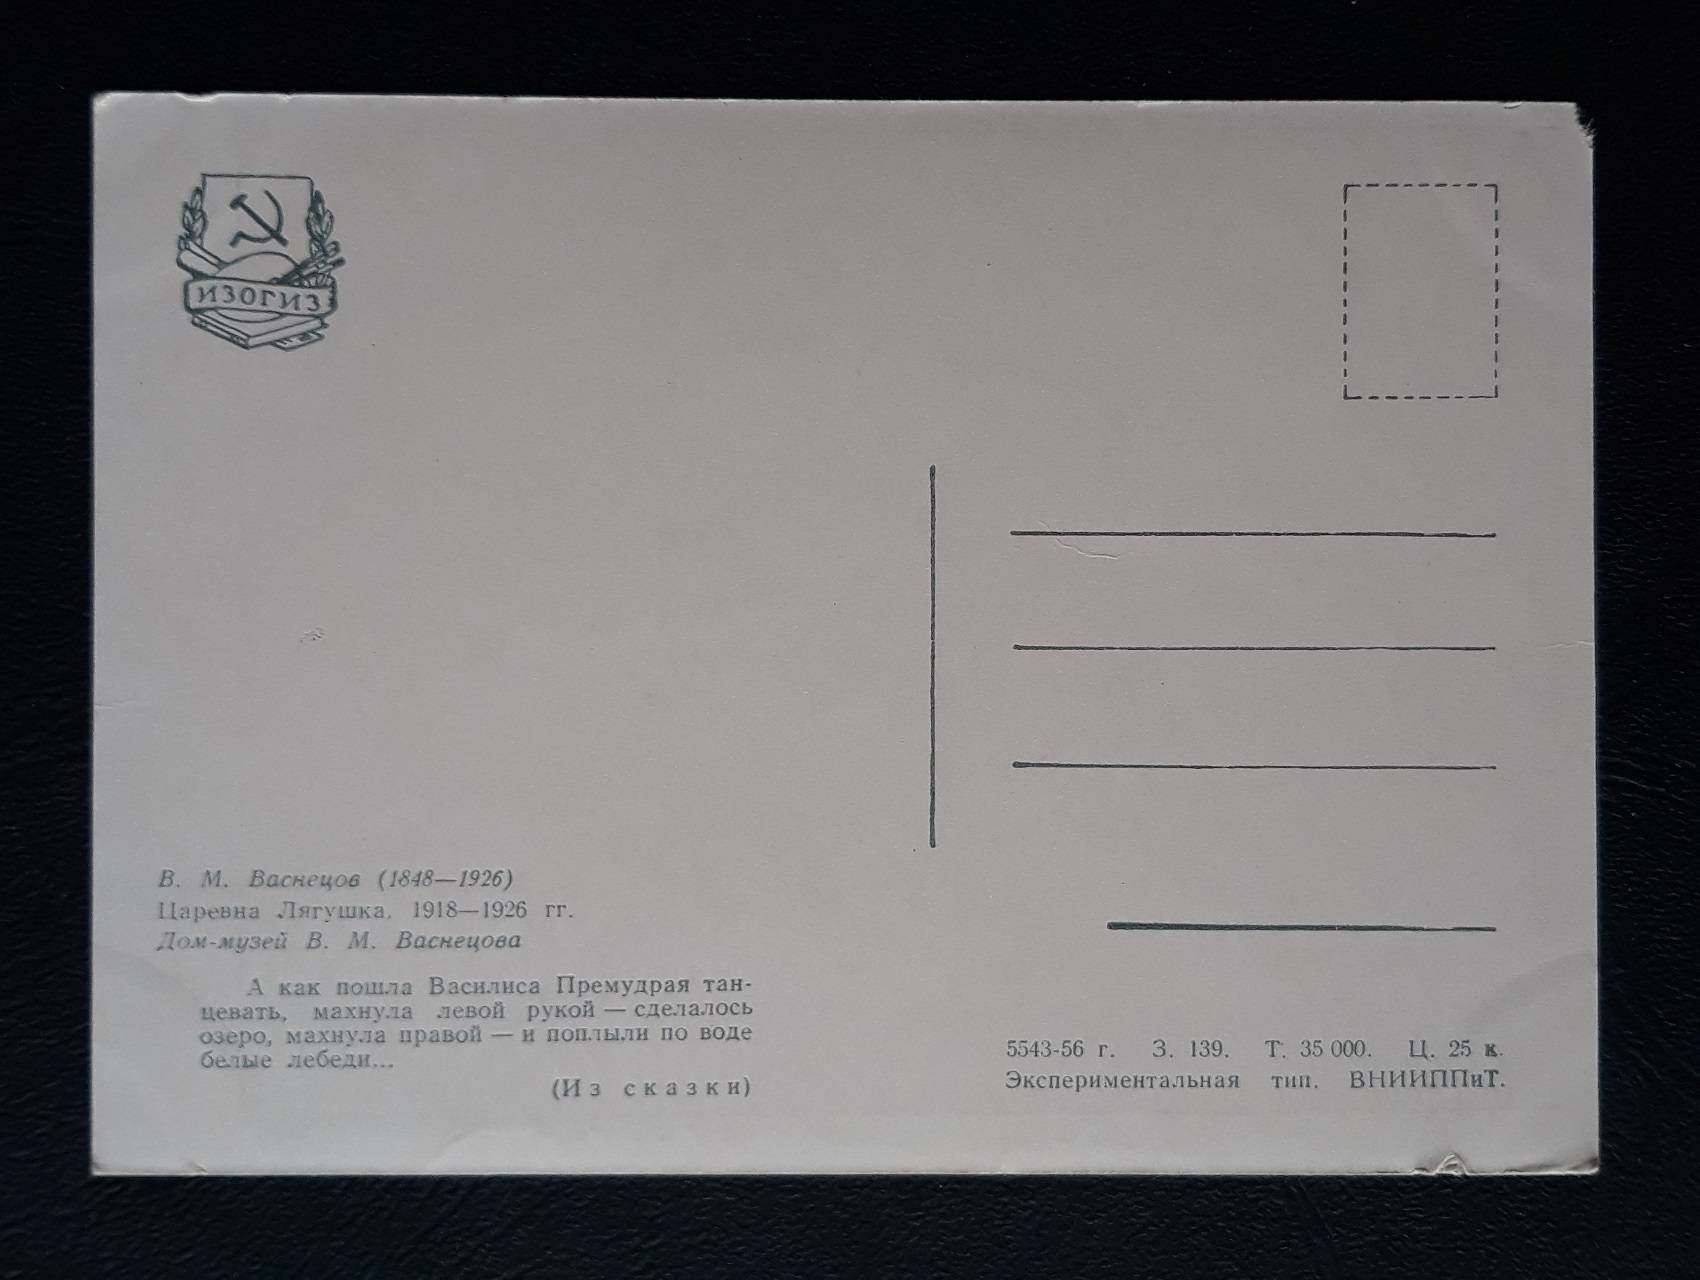 ИЗОГИЗ
В. М. Васнецов (1848—1926)
Царевна Лягушка. 1918—1926 гг.
Дом-музей В. М. Васнецова
А как пошла Василиса Премудрая тан-
цевать, махнула левой рукой — сделалось
озеро, махнула правой — и поплыли по воде
белые лебеди...
(Из сказки)
5543-56 г. З. 139. Т. 35 000. Ц. 25 к.
Экспериментальная тип. ВНИИППиТ.